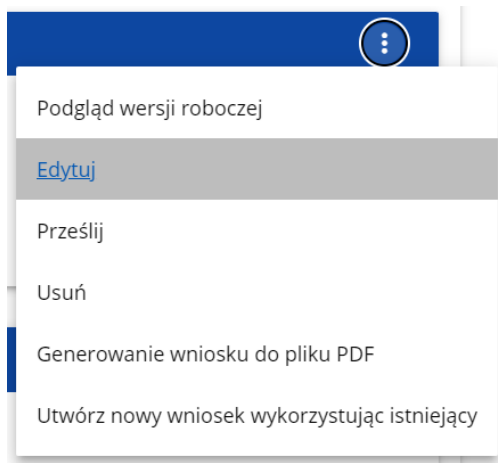 Podgląd wersji roboczej
Edytuj
Prześlij
Usuń
Generowanie wniosku do pliku PDF
Utwórz nowy wniosek wykorzystując istniejący